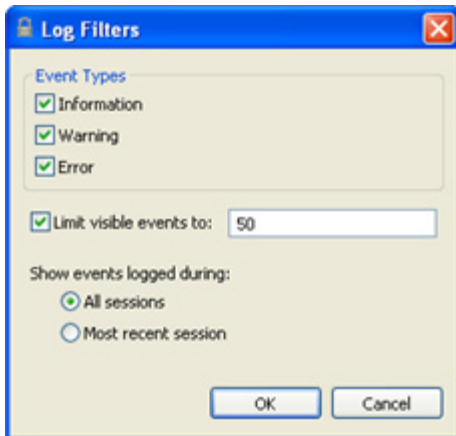 Log Filters
Event Types
Information
Warning
Error
Limit visible events to: 50
Show events logged during:
All sessions
Most recent session
OK Cancel